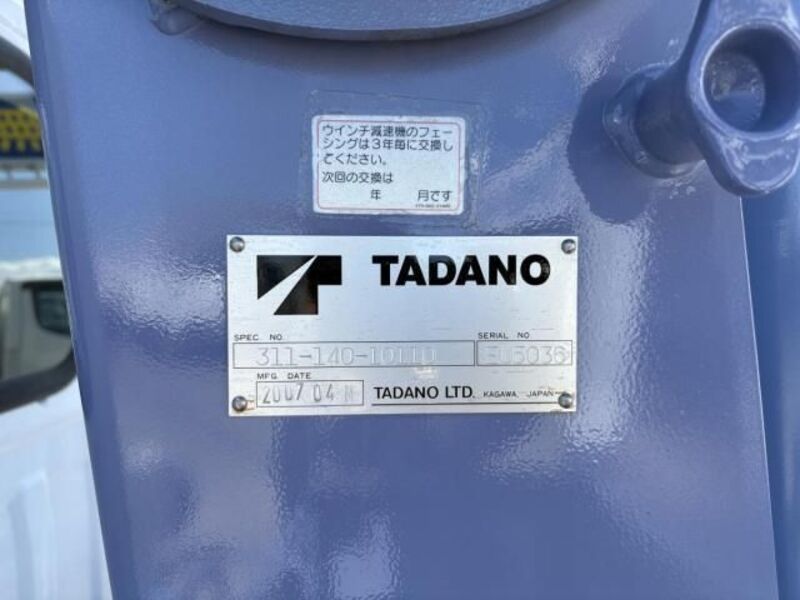 ウインチ減速機のフェー
シングは3年毎に交換し
てください。
次回の交換は
年 月です
TADANO
SPEC. NO. SERIAL NO.
311-140-10110
MFG. DATE
2007 04
TADANO LTD. KAGAWA, JAPAN